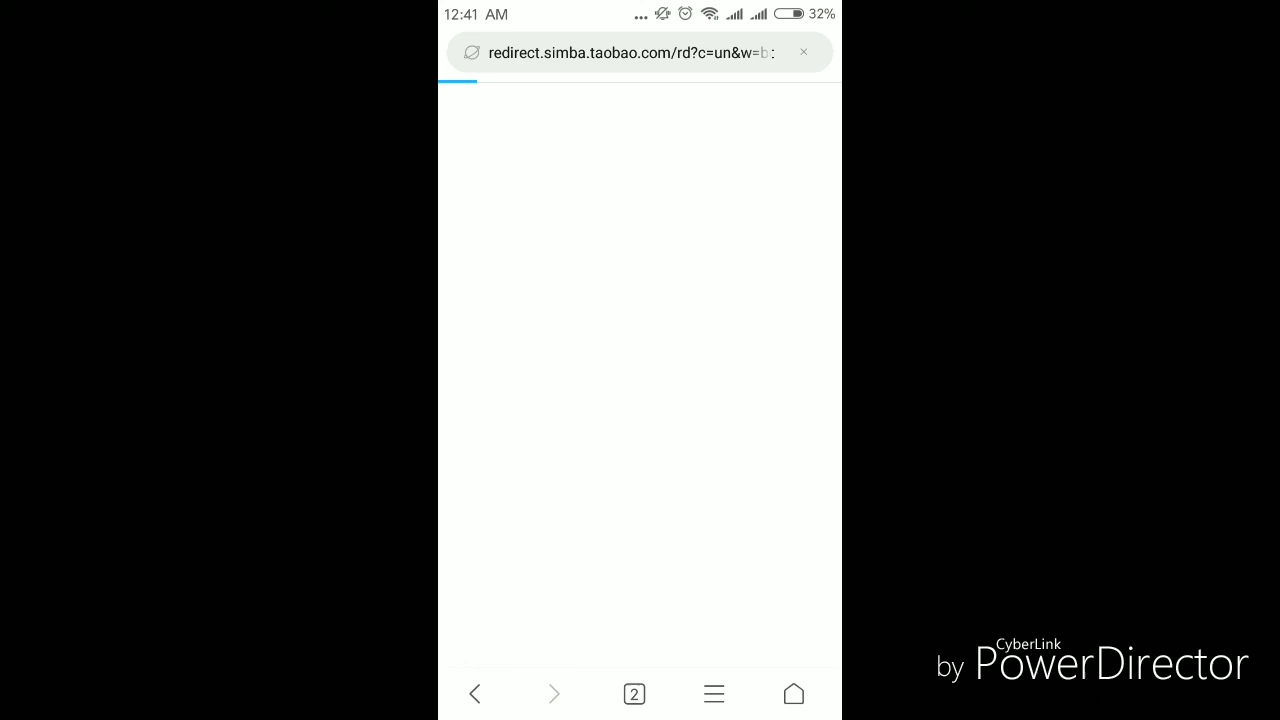 12:41 AM
32%
redirect.simba.taobao.com/rd?c=un&w=b
2
CyberLink
by PowerDirector